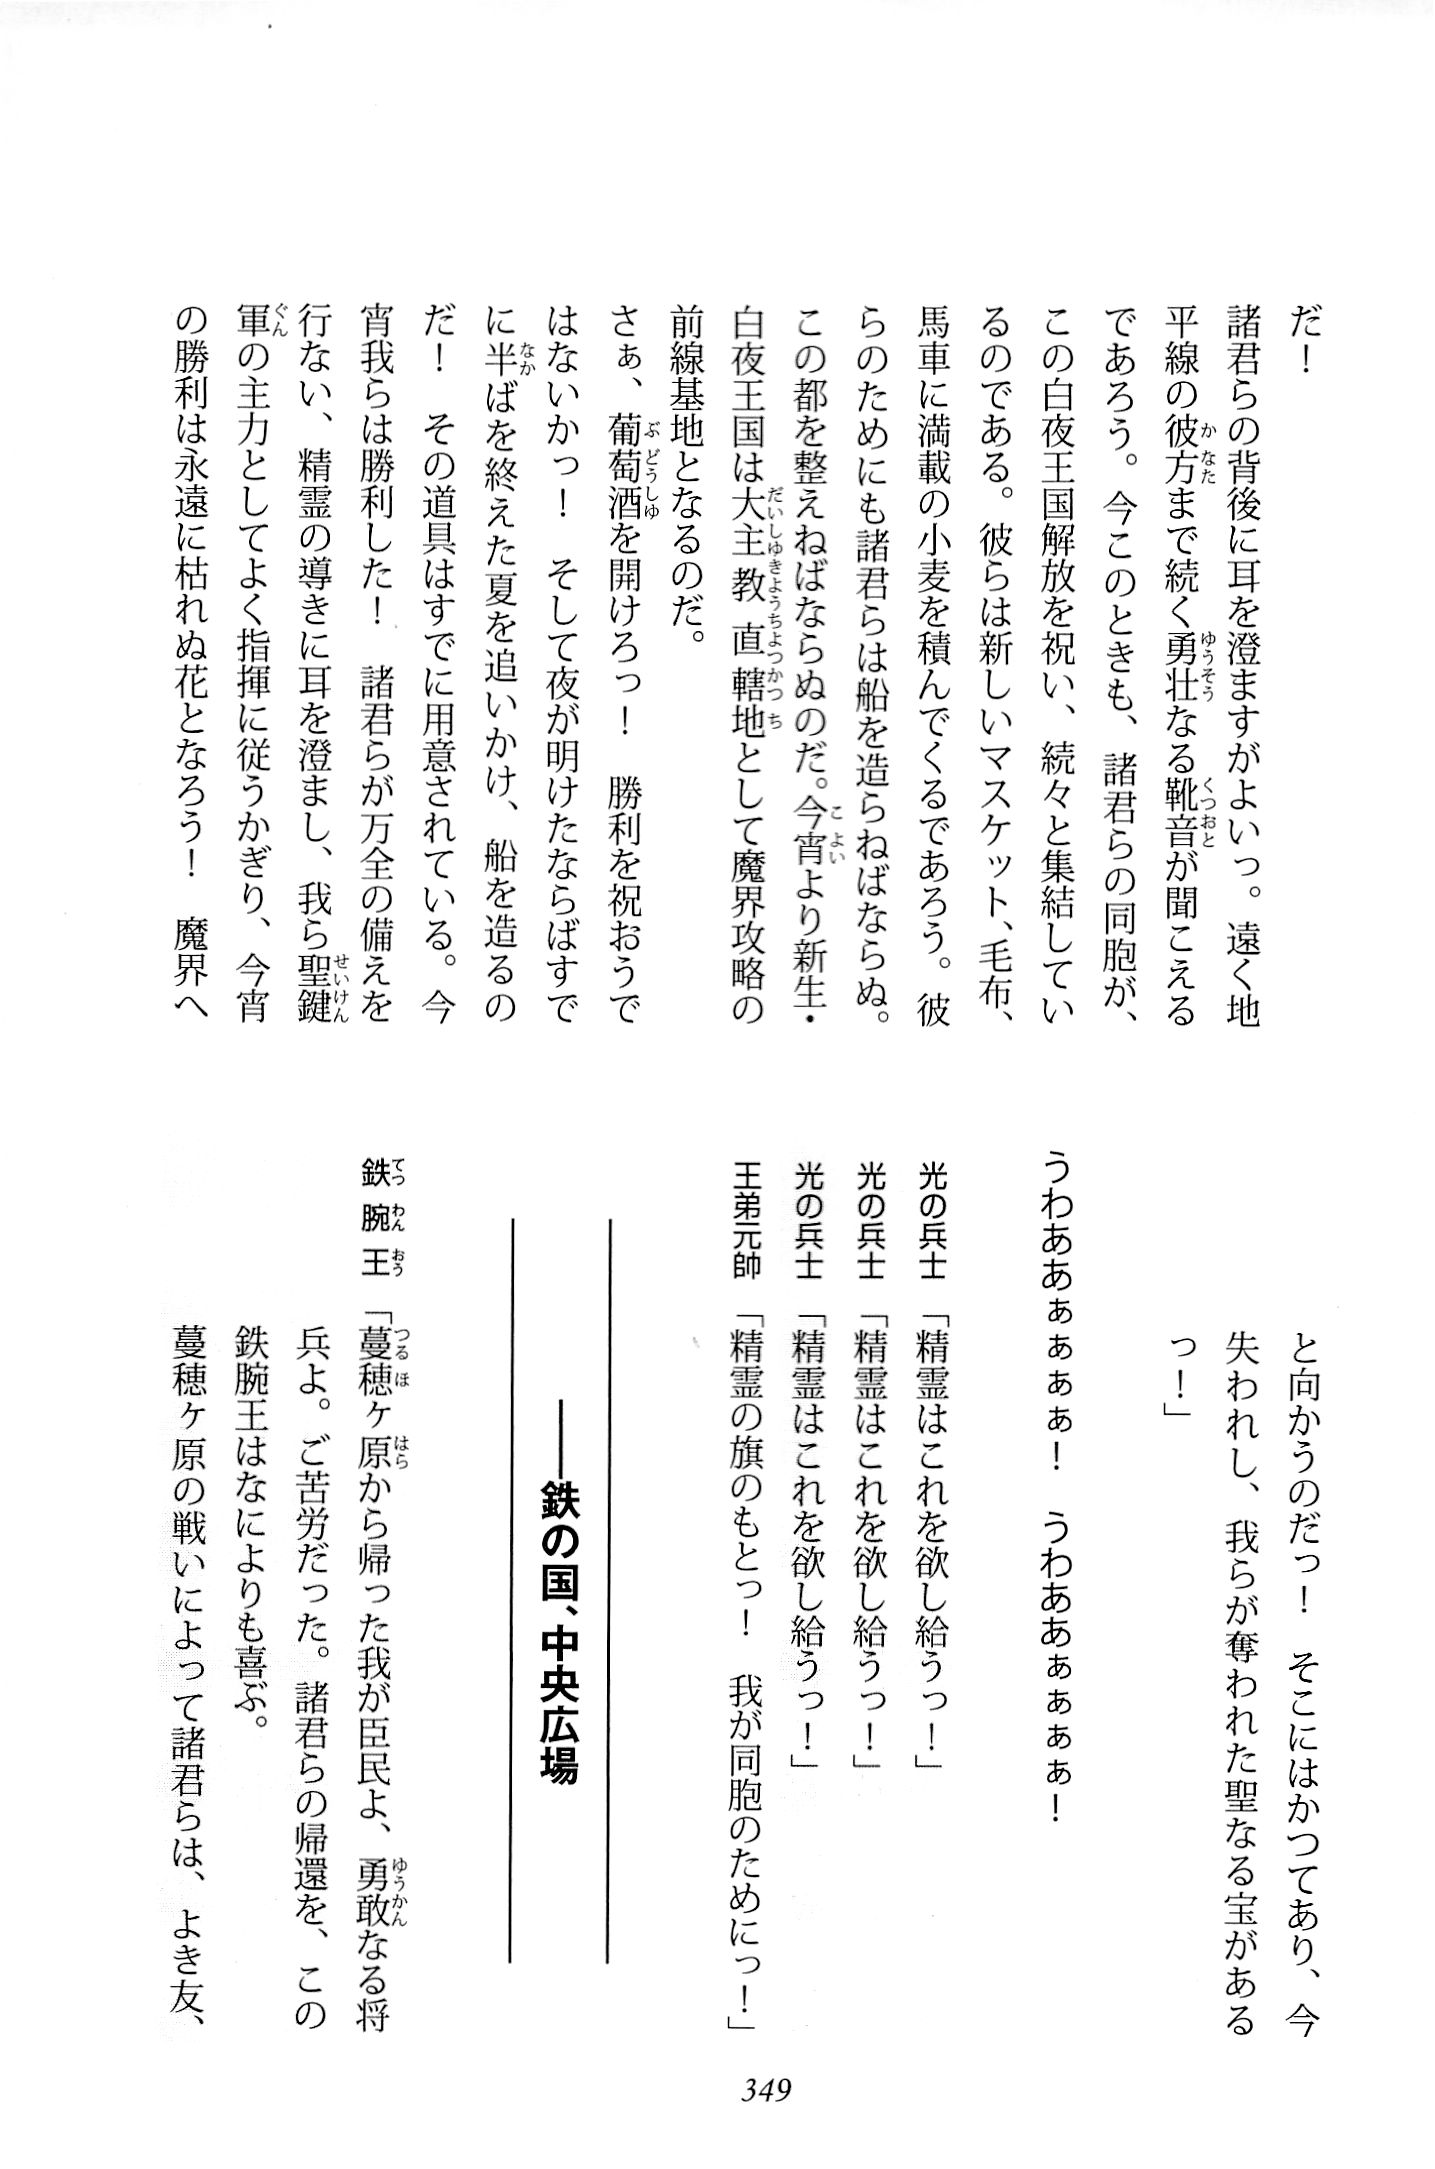 だ！
諸君らの背後に耳を澄ますがよいっ。遠く地
平線の彼方まで続く勇壮なる靴音が聞こえる
であろう。今このときも、諸君らの同胞が、
この白夜王国解放を祝い、続々と集結してい
るのである。彼らは新しいマスケット、毛布、
馬車に満載の小麦を積んでくるであろう。彼
らのためにも諸君らは船を造らねばならぬ。
この都を整えねばならぬのだ。今宵より新生・
白夜王国は大主教直轄地として魔界攻略の
前線基地となるのだ。
さぁ、葡萄酒を開けろっ！　勝利を祝おうで
はないかっ！　そして夜が明けたならばすで
に半ばを終えた夏を追いかけ、船を造るの
だ！　その道具はすでに用意されている。今
宵我らは勝利した！　諸君らが万全の備えを
行ない、精霊の導きに耳を澄まし、我ら聖鍵
軍の主力としてよく指揮に従うかぎり、今宵
の勝利は永遠に枯れぬ花となろう！　魔界へ
と向かうのだっ！　そこにはかつてあり、今
失われし、我らが奪われた聖なる宝がある
っ！」
うわああぁぁぁぁ！　うわああぁぁぁぁ！
光の兵士「精霊はこれを欲し給うっ！」
光の兵士「精霊はこれを欲し給うっ！」
光の兵士「精霊はこれを欲し給うっ！」
王弟元帥「精霊の旗のもとっ！　我が同胞のためにっ！」
――鉄の国、中央広場
鉄腕王「蔓穂ヶ原から帰った我が臣民よ、勇敢なる将
兵よ。ご苦労だった。諸君らの帰還を、この
鉄腕王はなによりも喜ぶ。
蔓穂ヶ原の戦いによって諸君らは、よき友、
349